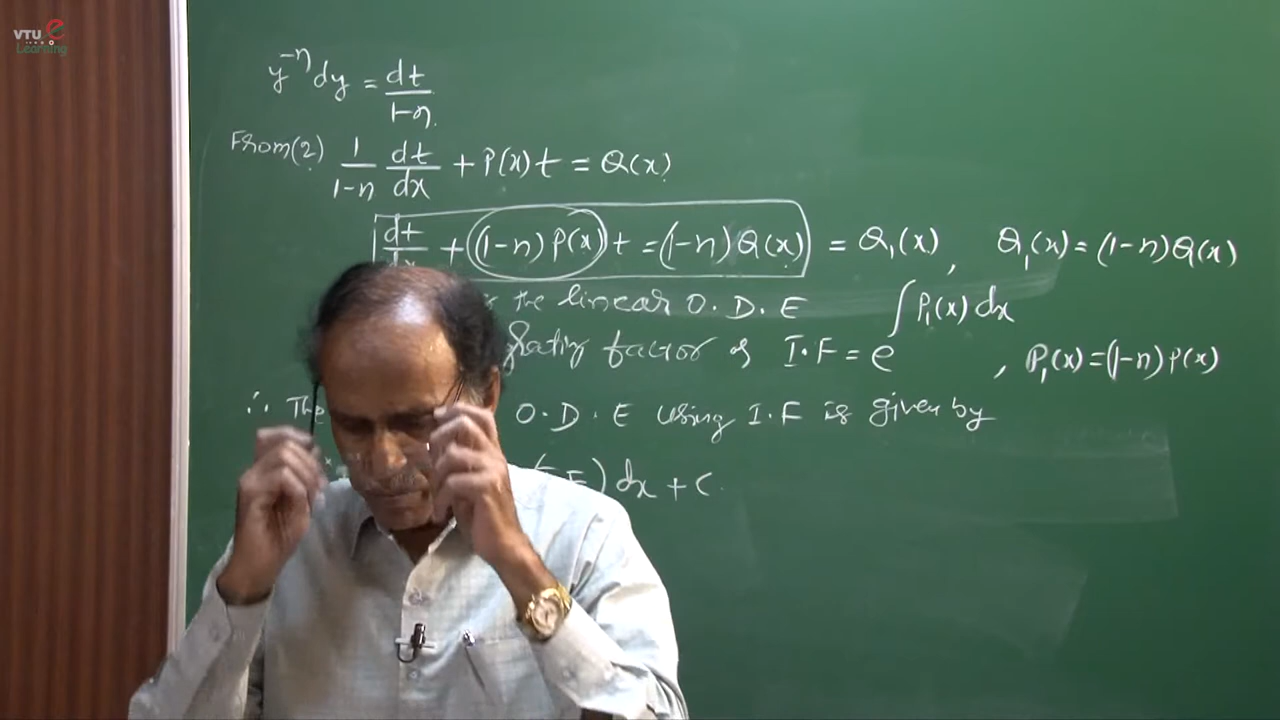 VTU e
Learning
y^{-n} dy = dt/(1-n)
From (2) 1/(1-n) dt/dx + P(x) t = Q(x)
dt/dx + (1-n) P(x) t = (1-n) Q(x) = Q₁(x), Q₁(x) = (1-n) Q(x)
the linear O.D.E
factor of I.F = e^{∫ P₁(x) dx}, P₁(x) = (1-n) P(x)
∴ The O.D.E using I.F is given by
) dx + C